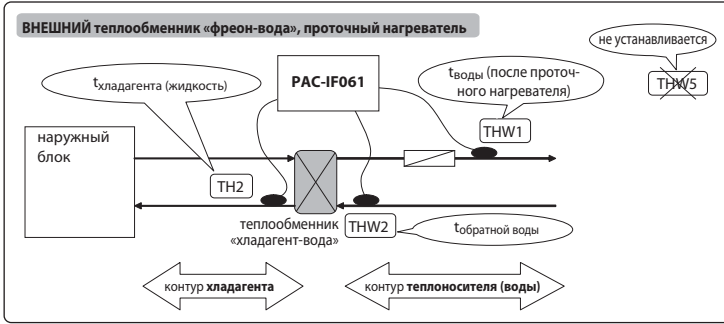 ВНЕШНИЙ теплообменник «фреон-вода», проточный нагреватель
не устанавливается
THW5
tхладагента (жидкость)
PAC-IF061
tводы (после проточ-
ного нагревателя)
THW1
наружный
блок
TH2
теплообменник
«хладагент-вода»
THW2
tобратной воды
контур хладагента
контур теплоносителя (воды)